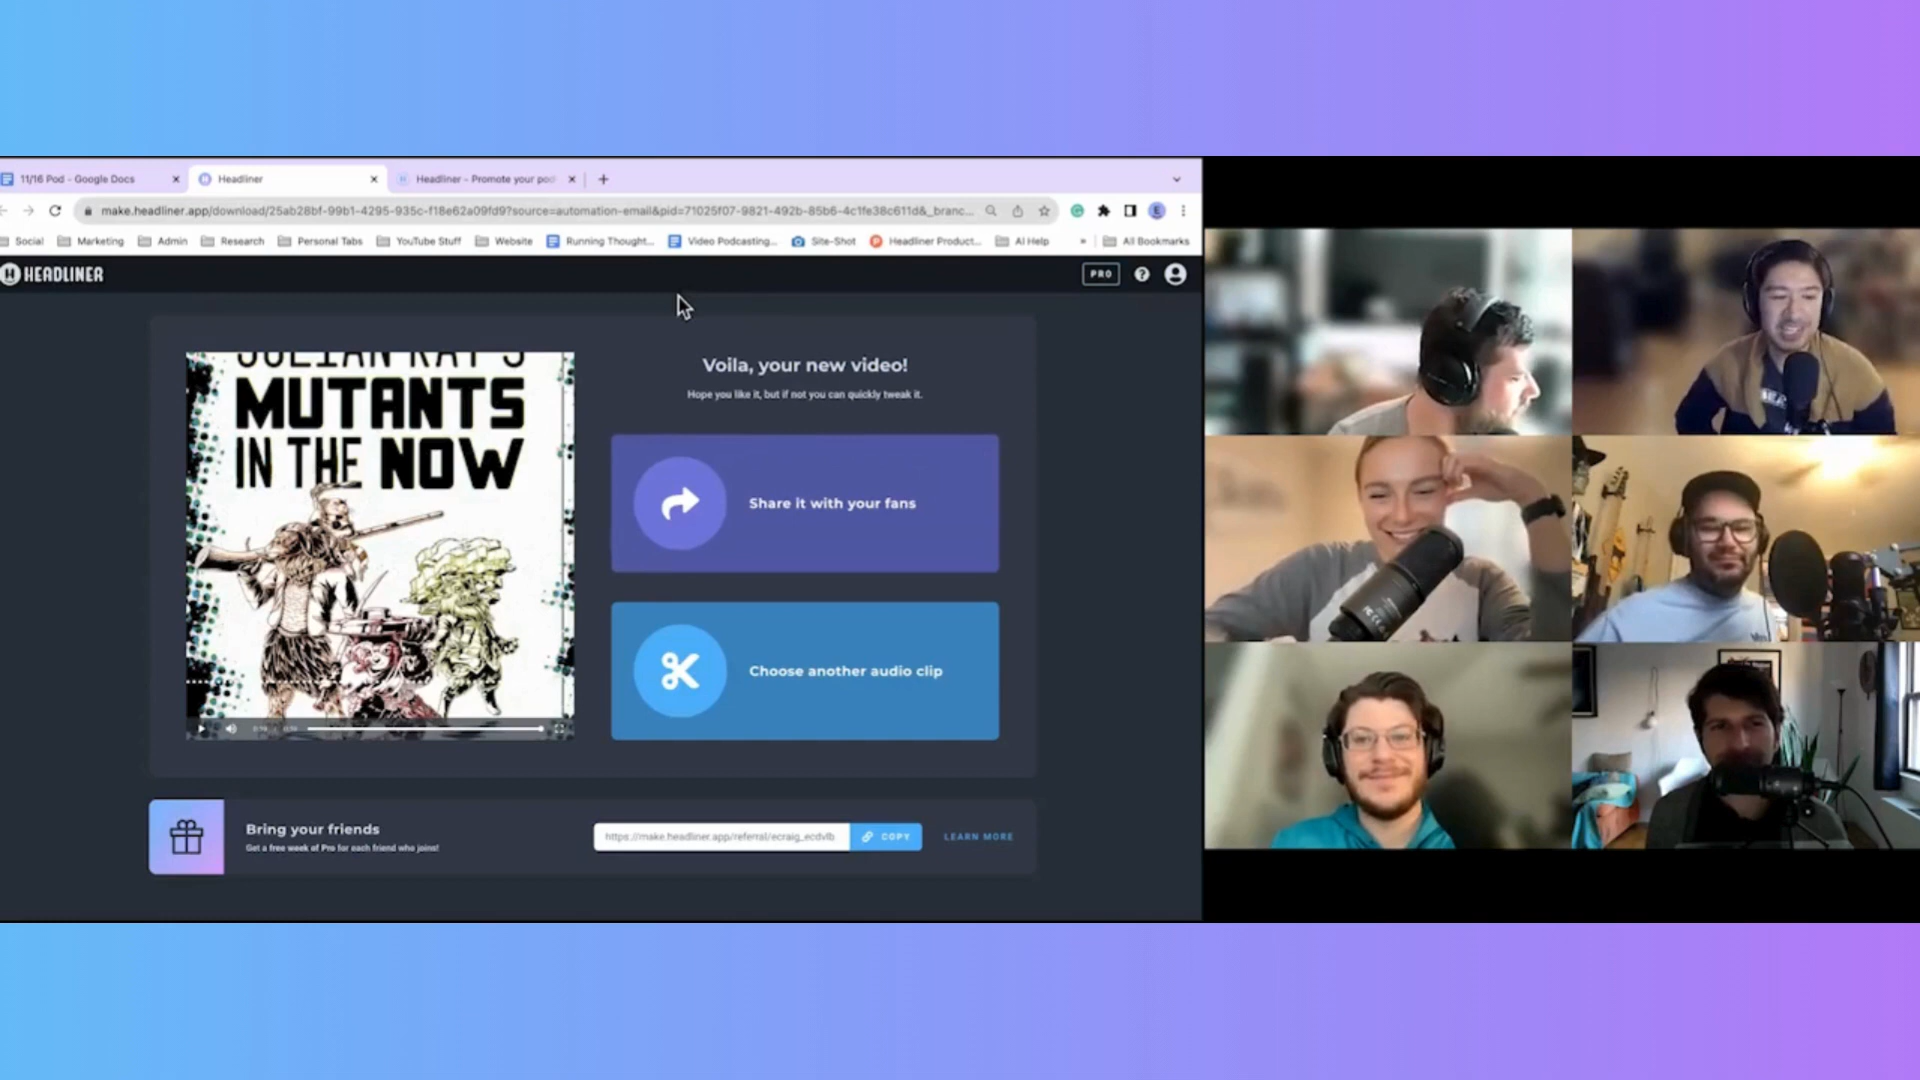 11/16 Pod - Google Docs
Headliner
Headliner - Promote your pod
make.headliner.app/download/25ab28bf-99b1-4295-935c-f18e62a09fd9?source=automation-email&pid=71025f07-9821-492b-85b6-4c1fe38c611d&_branc...
E
Social
Marketing
Admin
Research
Personal Tabs
YouTube Stuff
Website
Running Thought...
Video Podcasting...
Site-Shot
Headliner Product...
AI Help
»
All Bookmarks
HEADLINER
PRO
?
JULIAN KAY'S
MUTANTS
IN THE NOW
Voila, your new video!
Hope you like it, but if not you can quickly tweak it.
Share it with your fans
Choose another audio clip
Bring your friends
Get a free week of Pro for each friend who joins!
https://make.headliner.app/referral/ecraig_ecdvlb
COPY
LEARN MORE